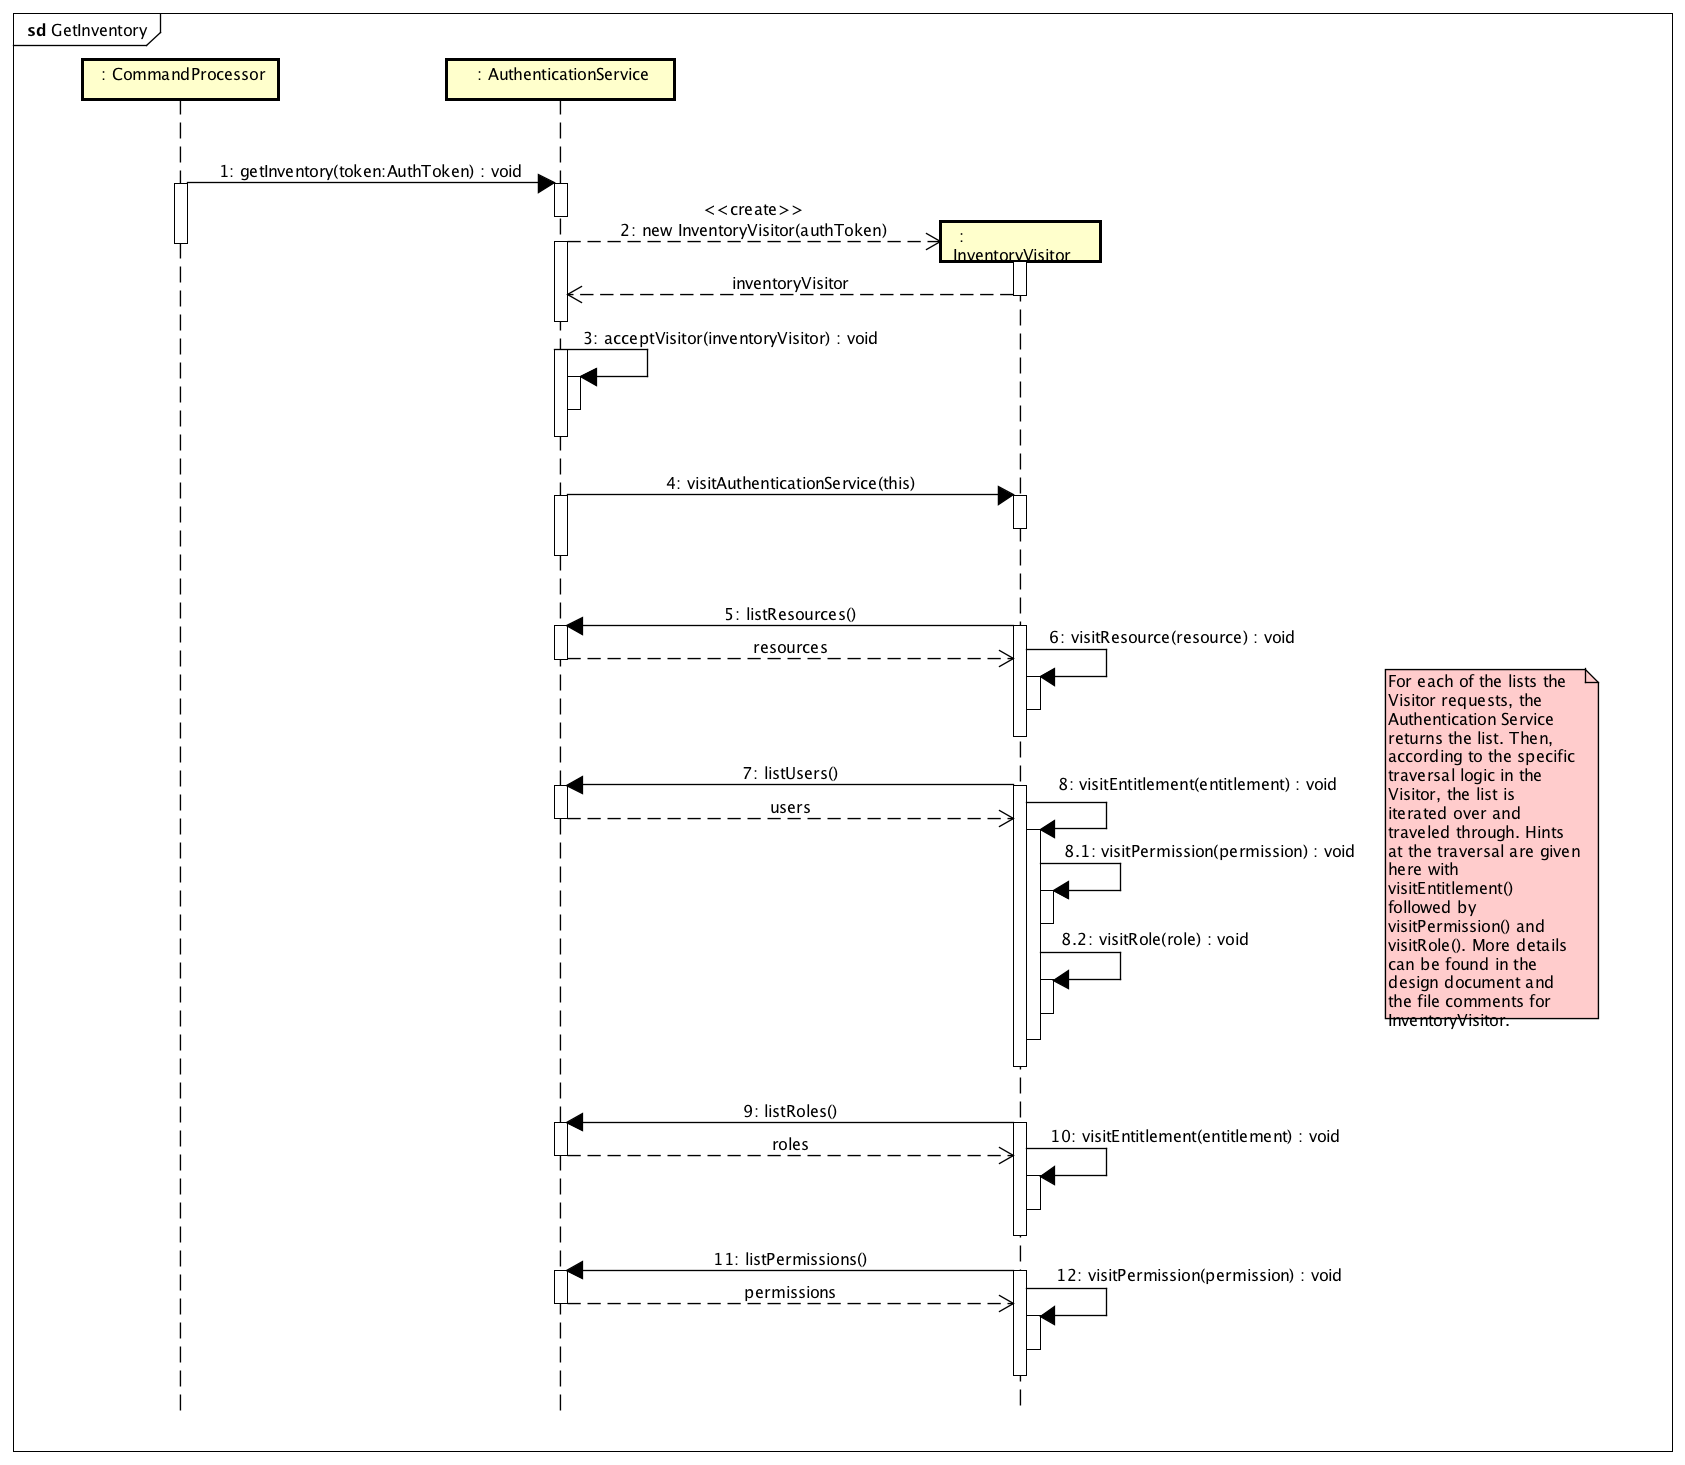 sd GetInventory
: CommandProcessor
: AuthenticationService
1: getInventory(token:AuthToken) : void
<<create>>
2: new InventoryVisitor(authToken)
:
InventoryVisitor
inventoryVisitor
3: acceptVisitor(inventoryVisitor) : void
4: visitAuthenticationService(this)
5: listResources()
6: visitResource(resource) : void
resources
For each of the lists the
Visitor requests, the
Authentication Service
returns the list. Then,
according to the specific
traversal logic in the
Visitor, the list is
iterated over and
traveled through. Hints
at the traversal are given
here with
visitEntitlement()
followed by
visitPermission() and
visitRole(). More details
can be found in the
design document and
the file comments for
InventoryVisitor.
7: listUsers()
8: visitEntitlement(entitlement) : void
users
8.1: visitPermission(permission) : void
8.2: visitRole(role) : void
9: listRoles()
10: visitEntitlement(entitlement) : void
roles
11: listPermissions()
12: visitPermission(permission) : void
permissions